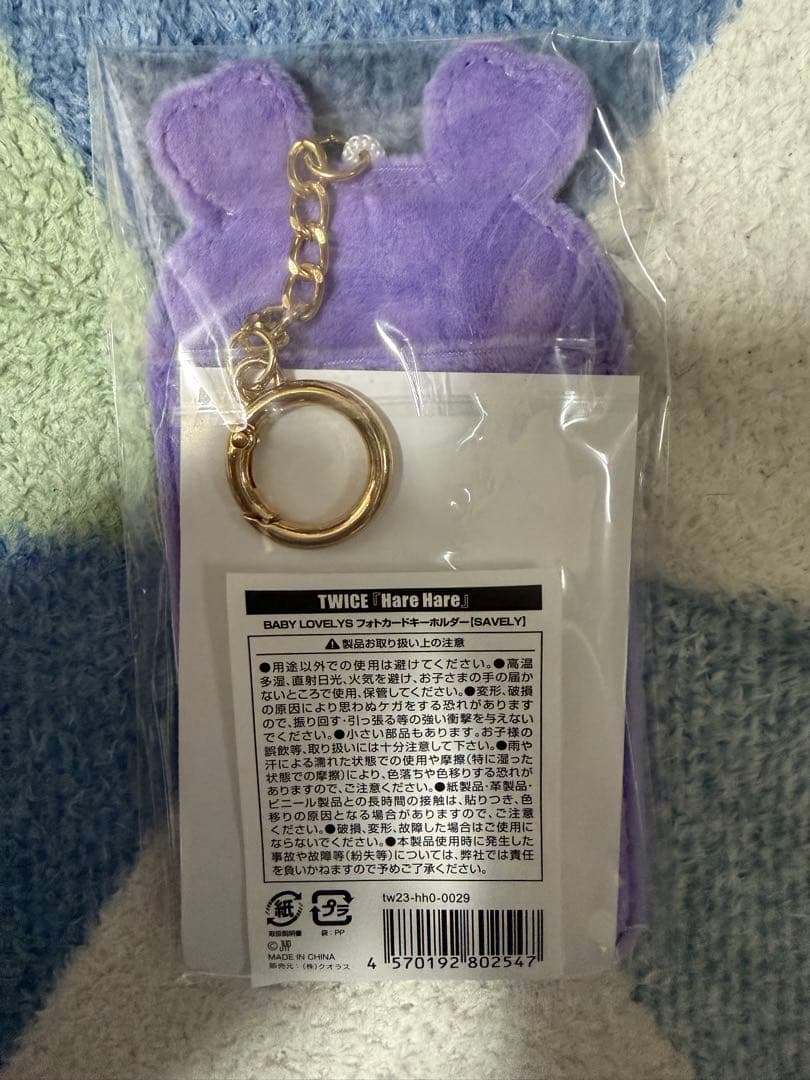 TWICE『Hare Hare』
BABY LOVELYS フォトカードキーホルダー【SAVELY】
⚠製品お取り扱い上の注意
●用途以外での使用は避けてください。●高温
多湿、直射日光、火気を避け、お子さまの手の届か
ないところで使用、保管してください。●変形、破損
の原因により思わぬケガをする恐れがあります
ので、振り回す・引っ張る等の強い衝撃を与えない
でください。●小さい部品もあります。お子様の
誤飲等、取り扱いには十分注意して下さい。●雨や
汗による濡れた状態での使用や摩擦(特に湿った
状態での摩擦)により、色落ちや色移りする恐れが
ありますので、ご注意ください。●紙製品・革製品・
ビニール製品との長時間の接触は、貼りつき、色
移りの原因となる場合がありますので、ご注意
ください。●破損、変形、故障した場合はご使用に
ならないでください。●本製品使用時に発生した
事故や故障等(紛失等)については、弊社では責任
を負いかねますので予めご了承ください。
紙 プラ
取扱説明書 袋:PP
tw23-hh0-0029
©JYP
MADE IN CHINA
販売元:(株)クオラス
4 570192 802547